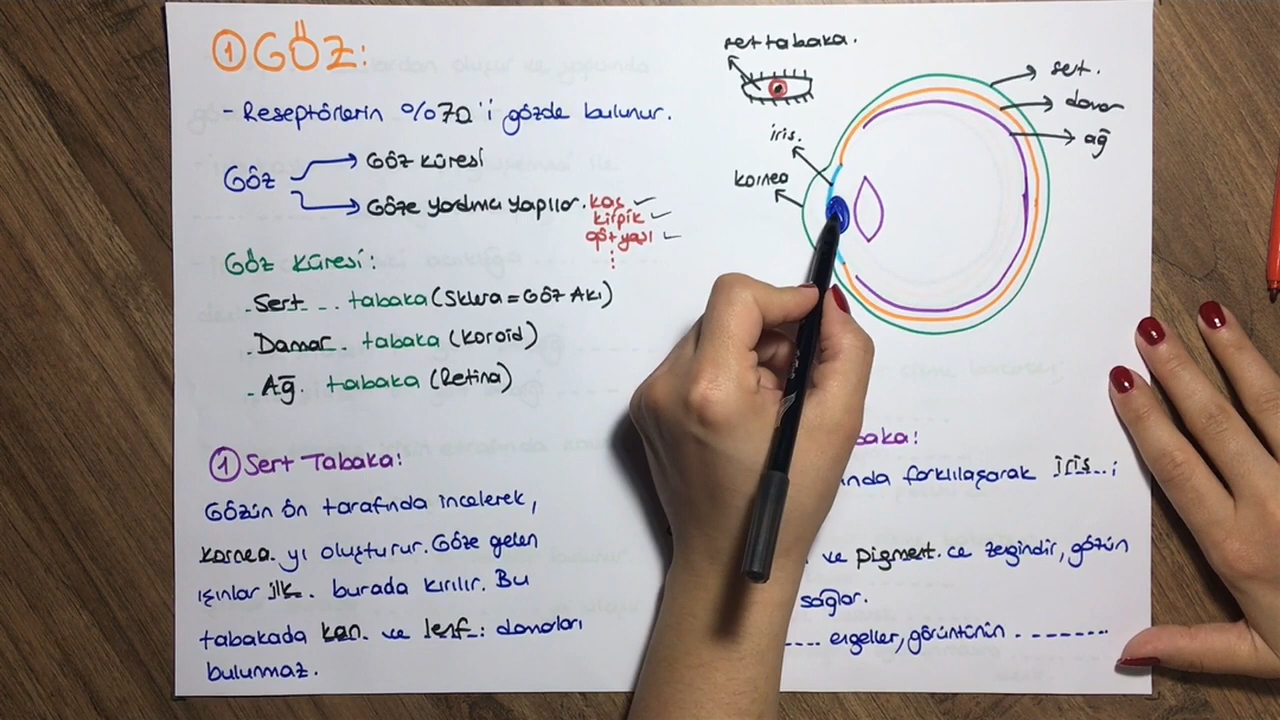 ① GÖZ:
- Reseptörlerin %70'i gözde bulunur.
Göz
Göz küresi
Göze yardımcı yapılar.
kaş
kirpik
göz yaşı
Göz küresi:
- Sert tabaka (Sklera = Göz Akı)
- Damar. tabaka (Koroid)
- Ağ. tabaka (Retina)
① Sert Tabaka:
Gözün ön tarafında incelerek,
kornea. yı oluşturur. Göze gelen
ışınlar ilk. burada kırılır. Bu
tabakada kan. ve lenf. damarları
bulunmaz.
sert tabaka.
iris.
kornea
sert.
damar
ağ
baka:
ında farklılaşarak iris i
ve pigment. ce zengindir, gözün
sağlar.
engeller, görüntünün